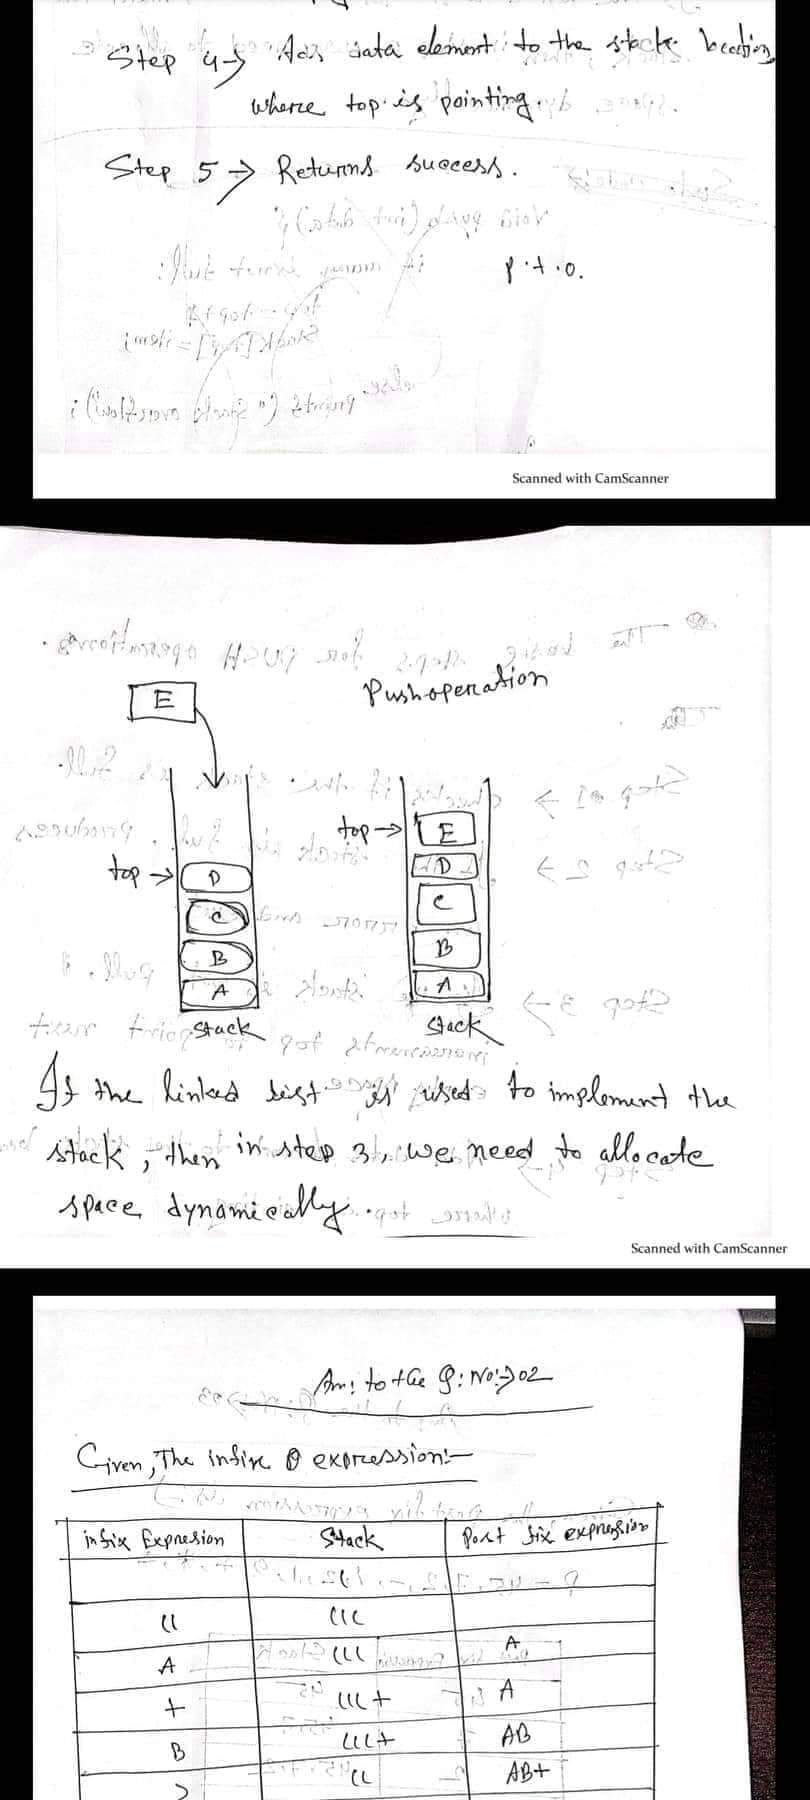 Step 4→ Add data element to the stack location
where top is pointing.
Step 5→ Returns success.
p.t.o.
Scanned with CamScanner
Push operation
E
top→ E
top→ D
D
C
C
B
B
A
A
stack
stack
If the linked list is used to implement the
stack, then in step 3, we need to allocate
space dynamically.
Scanned with CamScanner
Ans: to the Q: No:→02
Given, The infix expression:—
infix Expresion Stack Post fix expression
(( (((
A ((( A
+ (((+ A
B (((+ AB
) (( AB+